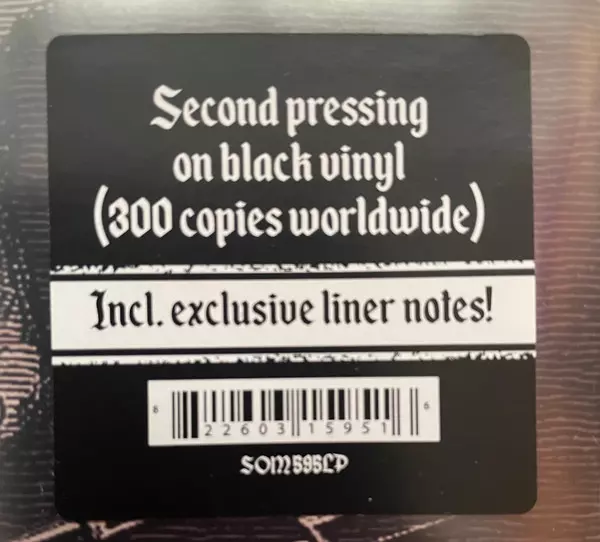 Second pressing
on black vinyl
(300 copies worldwide)
Incl. exclusive liner notes!
8 22603 15951 6
SOM595LP